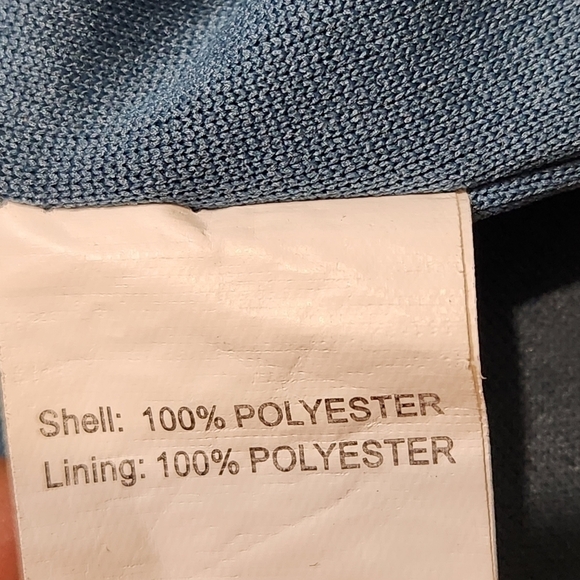 Shell: 100% POLYESTER
Lining: 100% POLYESTER